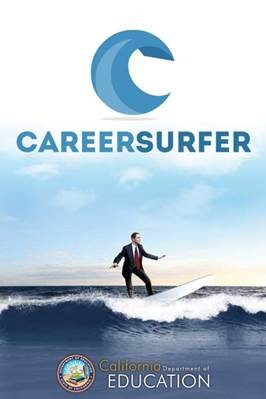 CAREERSURFER
California Department of
EDUCATION